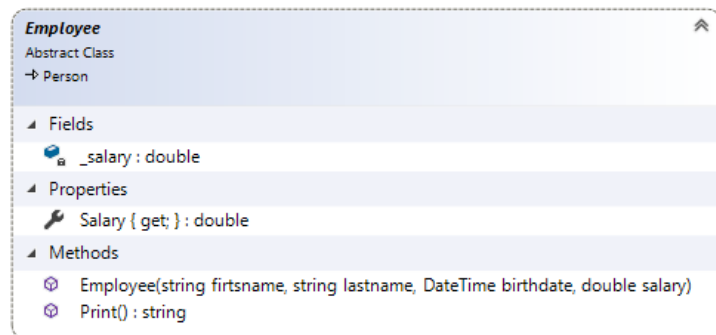 Employee
Abstract Class
Person
Fields
_salary : double
Properties
Salary { get; } : double
Methods
Employee(string firtsname, string lastname, DateTime birthdate, double salary)
Print() : string